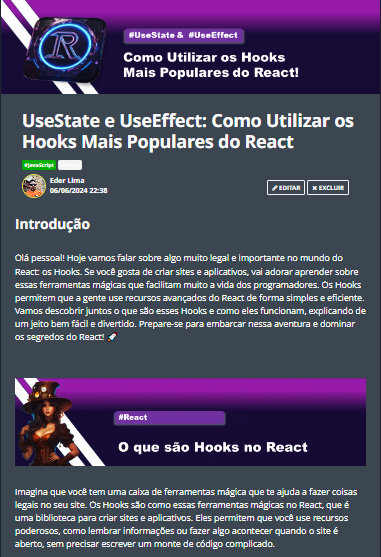 #UseState & #UseEffect
Como Utilizar os Hooks
Mais Populares do React!
R
UseState e UseEffect: Como Utilizar os
Hooks Mais Populares do React
#JavaScript
Eder Lima
06/06/2024 22:38
EDITAR
EXCLUIR
Introdução
Olá pessoal! Hoje vamos falar sobre algo muito legal e importante no mundo do
React: os Hooks. Se você gosta de criar sites e aplicativos, vai adorar aprender sobre
essas ferramentas mágicas que facilitam muito a vida dos programadores. Os Hooks
permitem que a gente use recursos avançados do React de forma simples e eficiente.
Vamos descobrir juntos o que são esses Hooks e como eles funcionam, explicando de
um jeito bem fácil e divertido. Prepare-se para embarcar nessa aventura e dominar
os segredos do React! 🚀
#React
O que são Hooks no React
Imagina que você tem uma caixa de ferramentas mágica que te ajuda a fazer coisas
legais no seu site. Os Hooks são como essas ferramentas mágicas no React, que é
uma biblioteca para criar sites e aplicativos. Eles permitem que você use recursos
poderosos, como lembrar informações ou fazer algo acontecer quando o site é
aberto, sem precisar escrever um monte de código complicado.